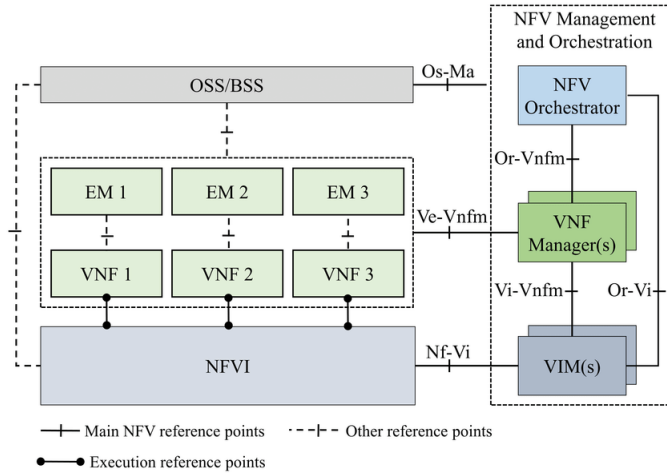 NFV Management
and Orchestration
OSS/BSS
Os-Ma
NFV
Orchestrator
Or-Vnfm
EM 1
EM 2
EM 3
Ve-Vnfm
VNF
Manager(s)
VNF 1
VNF 2
VNF 3
Vi-Vnfm
Or-Vi
NFVI
Nf-Vi
VIM(s)
Main NFV reference points
Other reference points
Execution reference points